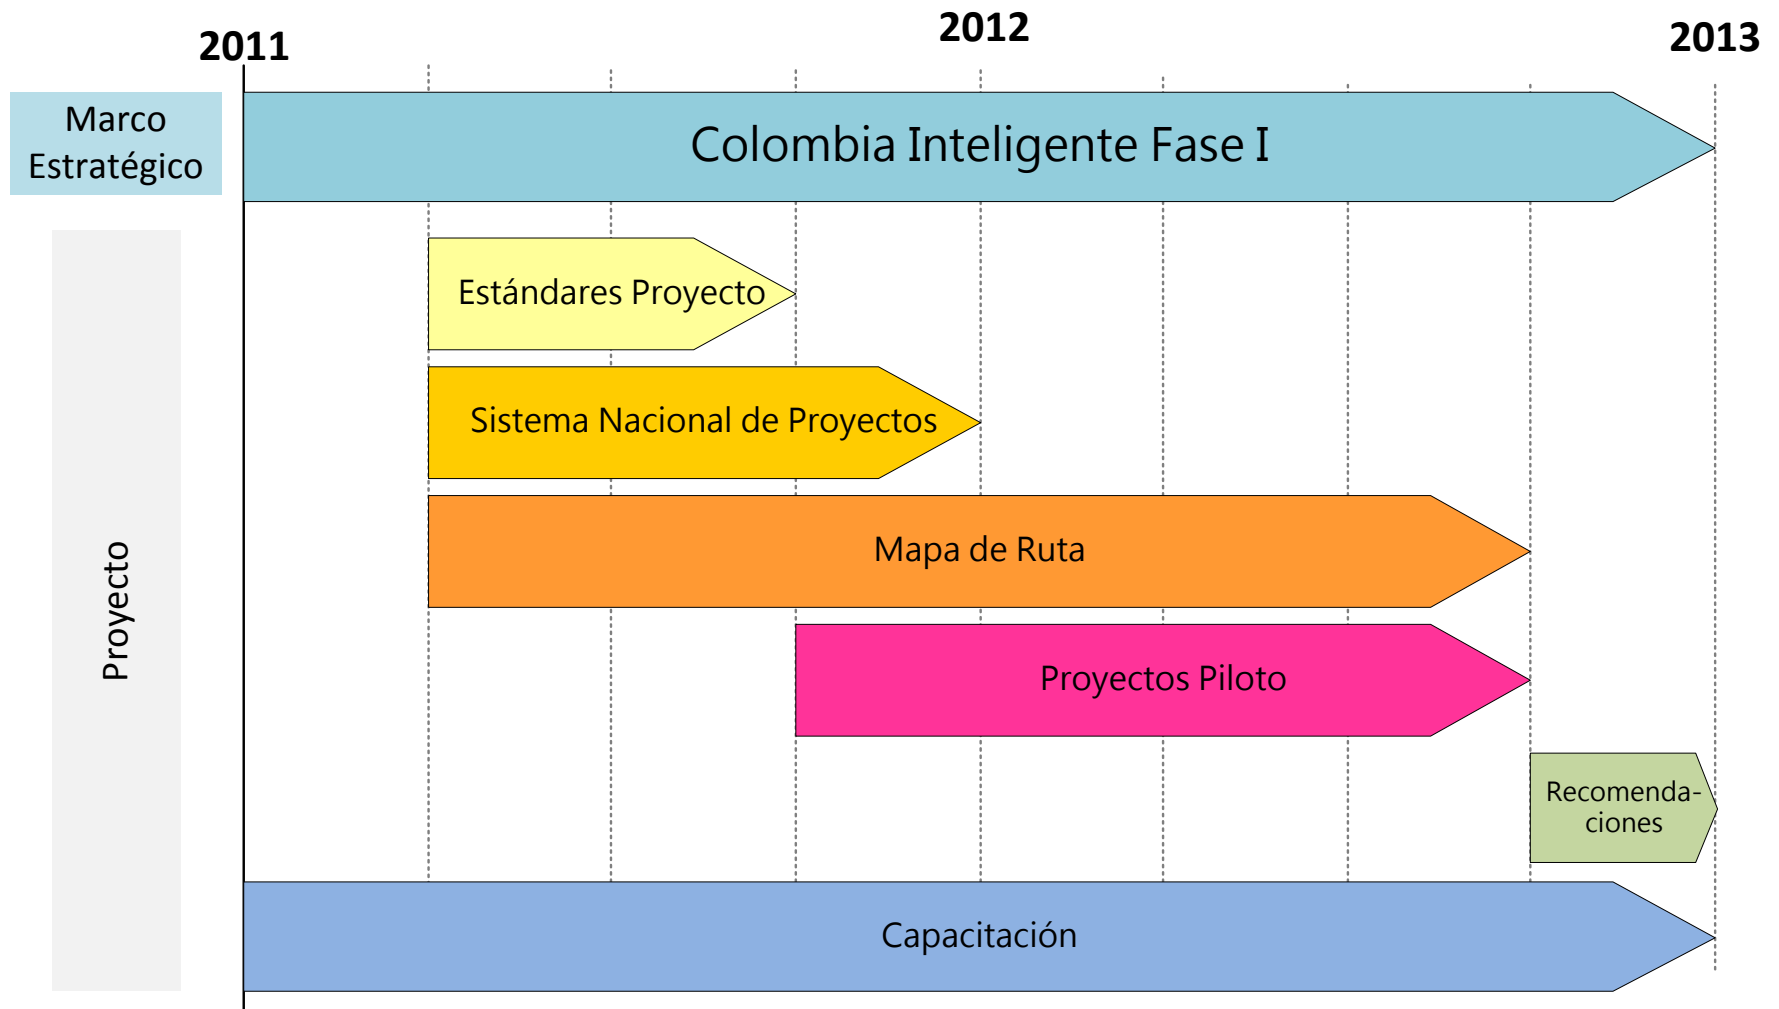 2011
2012
2013
Marco
Estratégico
Colombia Inteligente Fase I
Proyecto
Estándares Proyecto
Sistema Nacional de Proyectos
Mapa de Ruta
Proyectos Piloto
Recomenda-
ciones
Capacitación